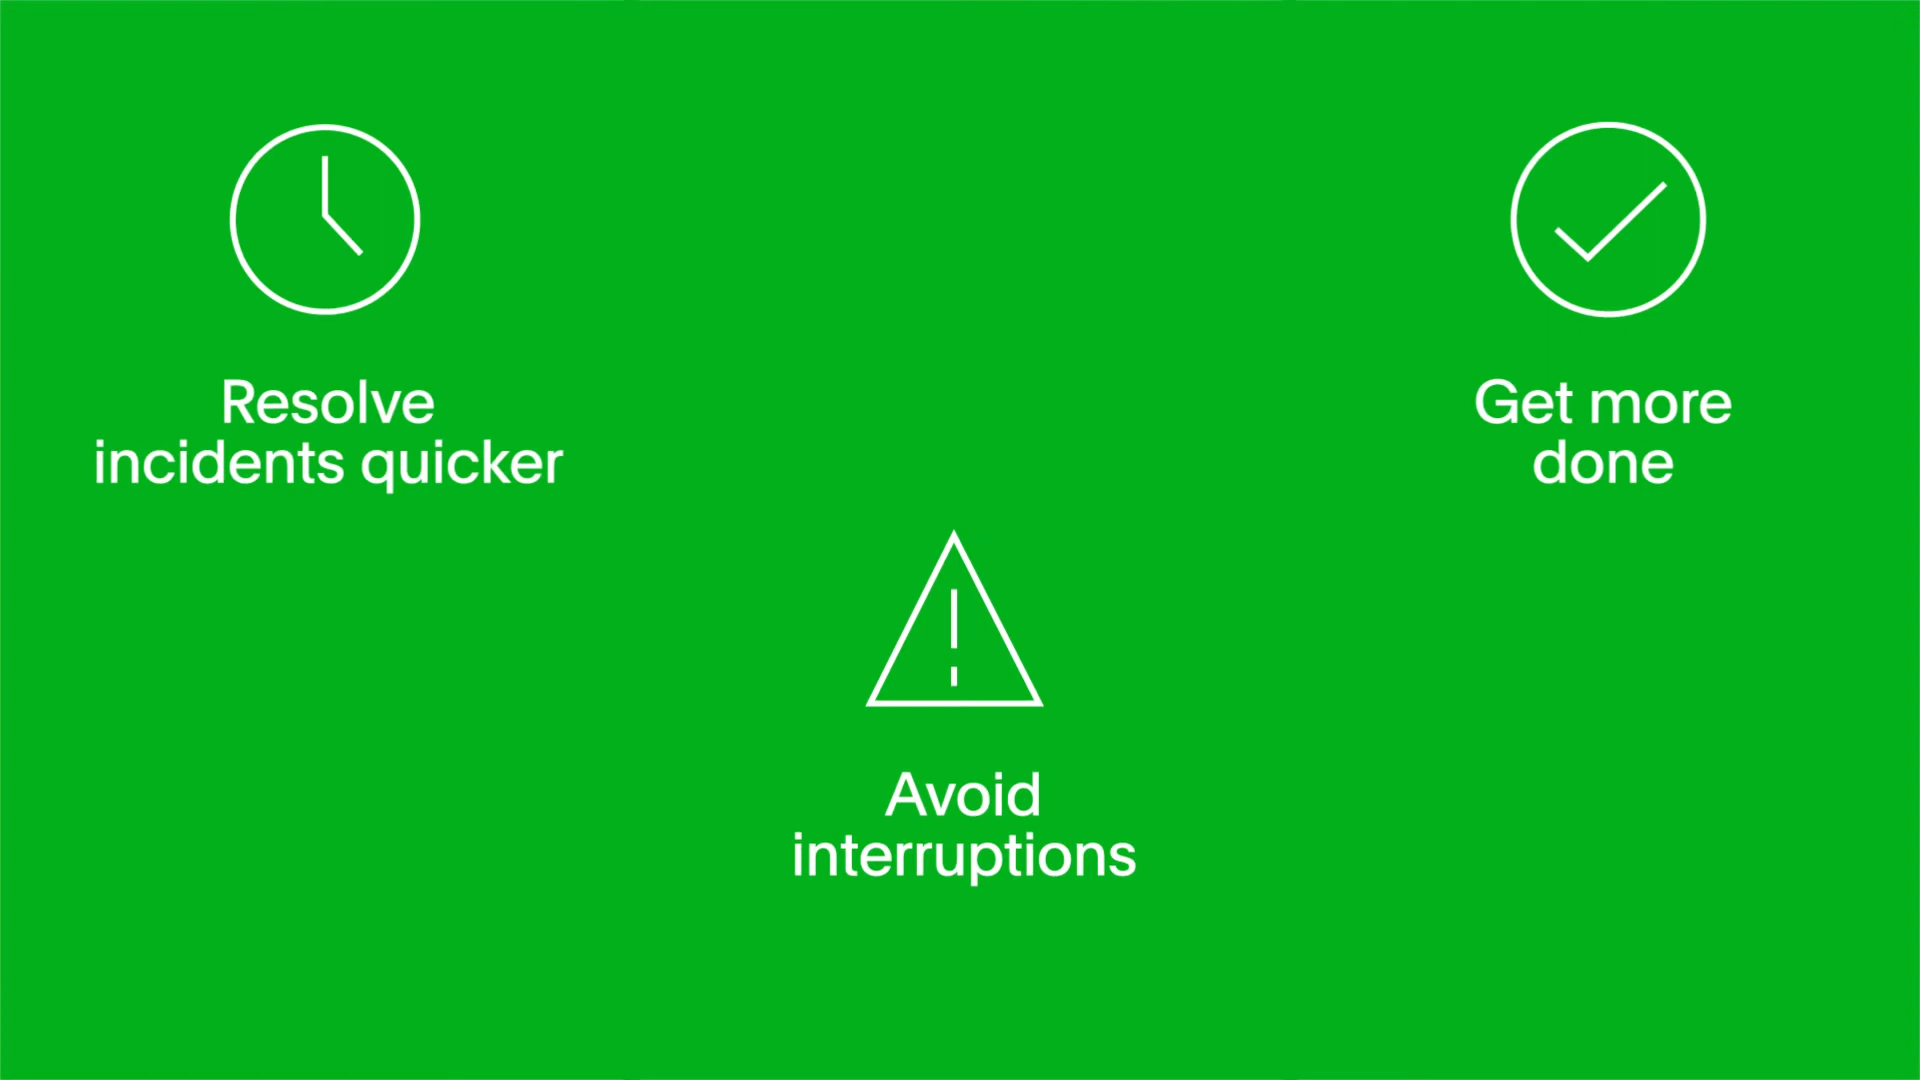 Resolve
incidents quicker
Get more
done
Avoid
interruptions